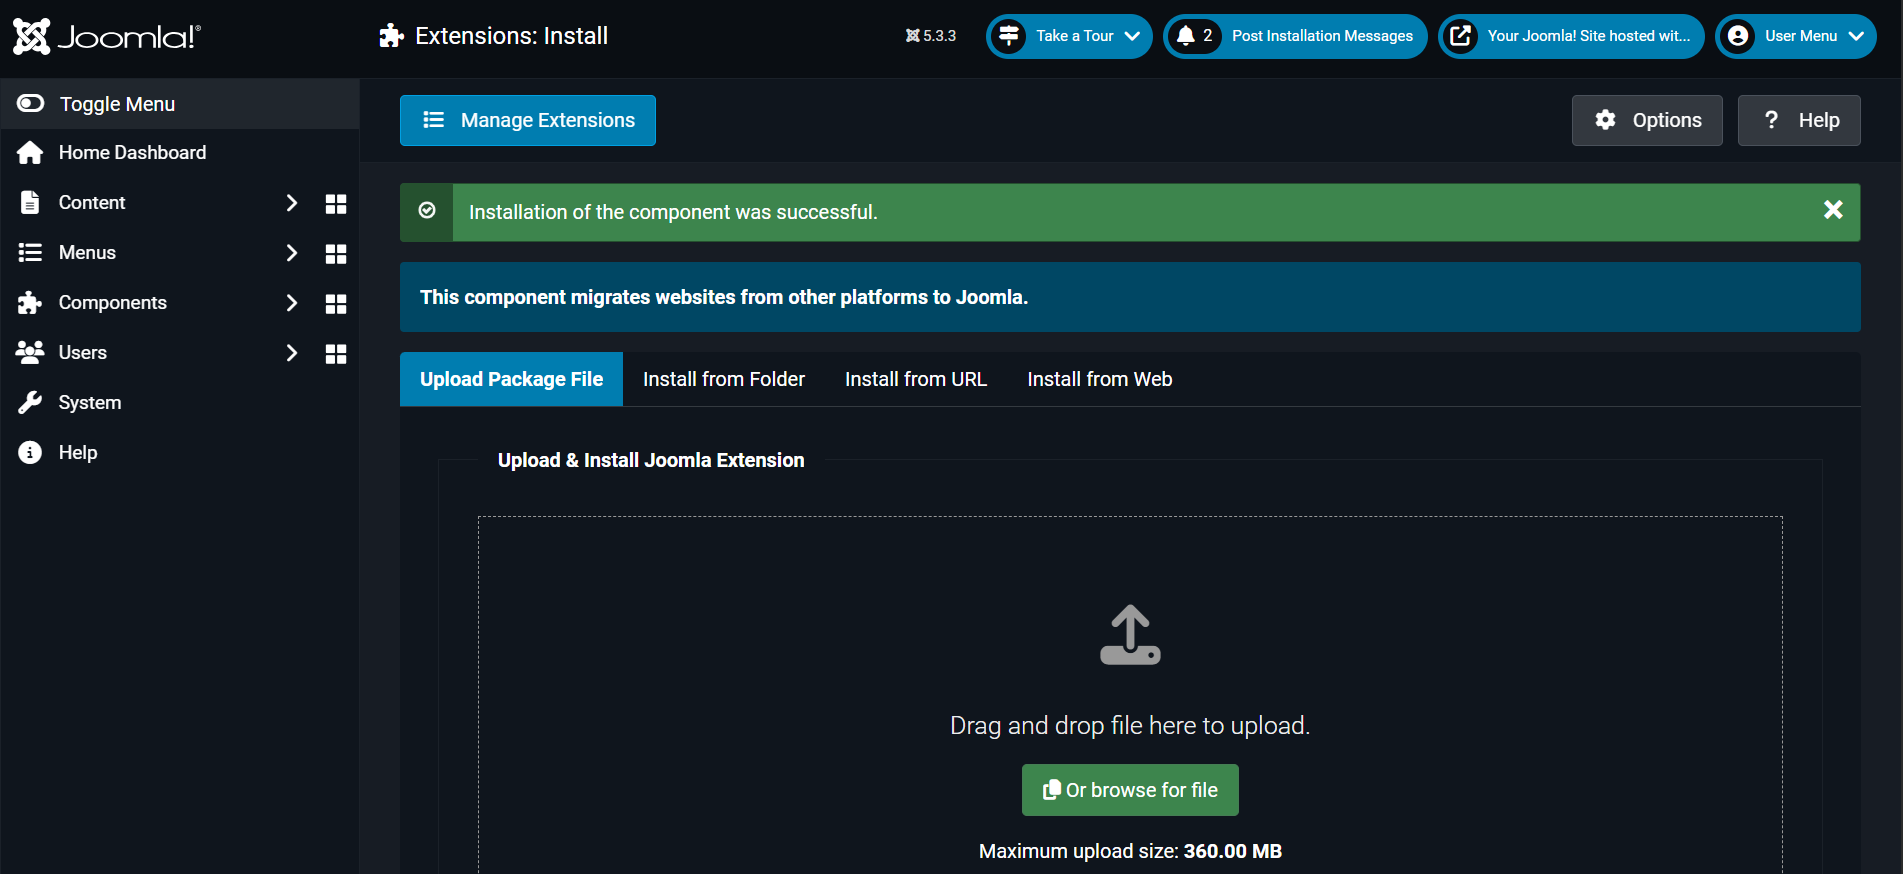 Joomla!®
Extensions: Install
5.3.3
Take a Tour
2 Post Installation Messages
Your Joomla! Site hosted wit...
User Menu
Toggle Menu
Home Dashboard
Content
Menus
Components
Users
System
Help
Manage Extensions
Options
? Help
Installation of the component was successful.
This component migrates websites from other platforms to Joomla.
Upload Package File
Install from Folder
Install from URL
Install from Web
Upload & Install Joomla Extension
Drag and drop file here to upload.
Or browse for file
Maximum upload size: 360.00 MB